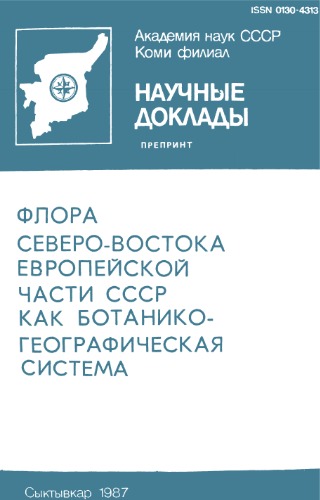 ISSN 0130-4313
Академия наук СССР
Коми филиал
НАУЧНЫЕ
ДОКЛАДЫ
ПРЕПРИНТ
ФЛОРА
СЕВЕРО-ВОСТОКА
ЕВРОПЕЙСКОЙ
ЧАСТИ СССР
КАК БОТАНИКО-
ГЕОГРАФИЧЕСКАЯ
СИСТЕМА
Сыктывкар 1987